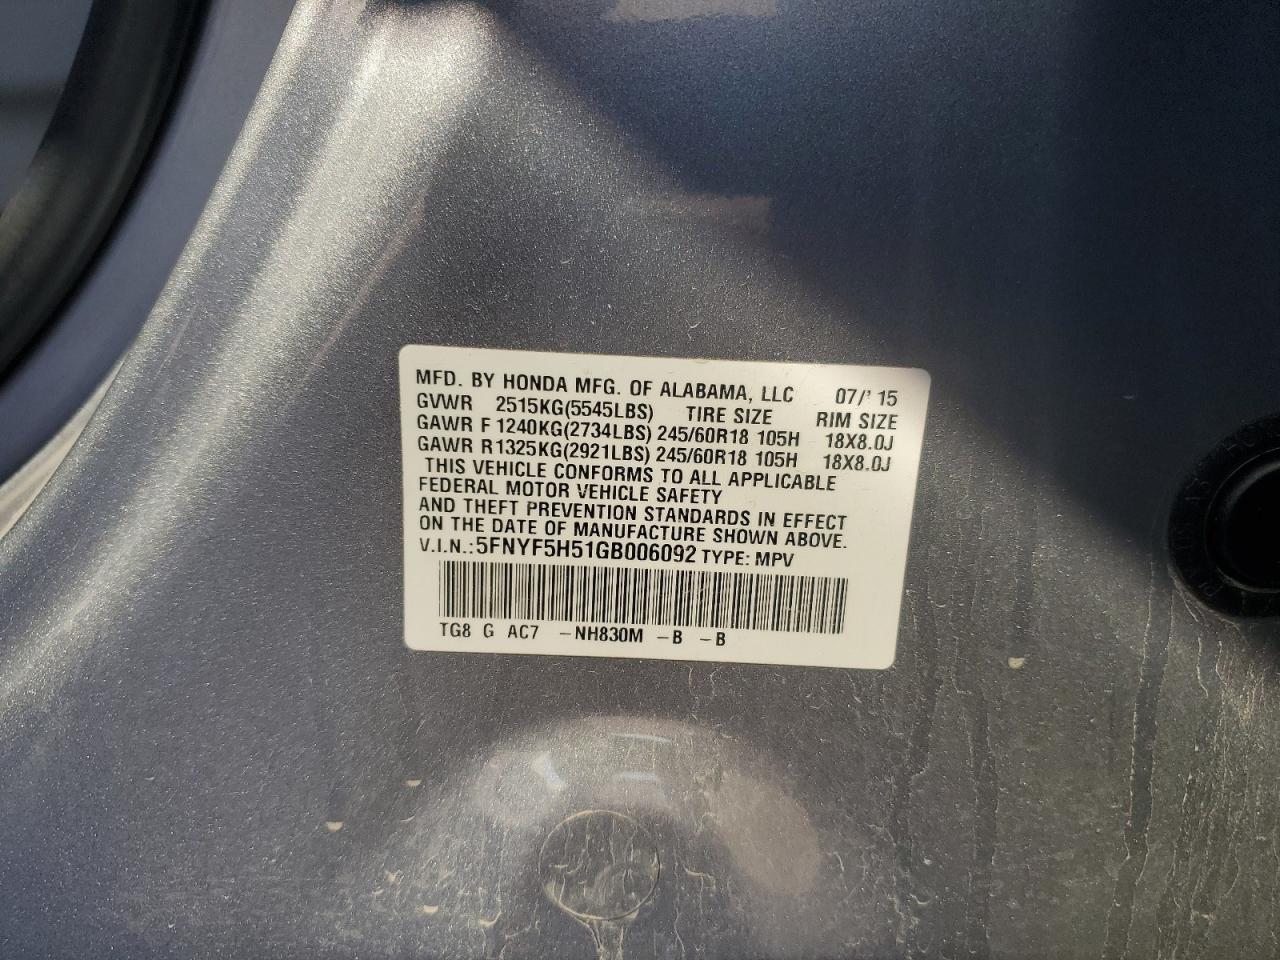 MFD. BY HONDA MFG. OF ALABAMA, LLC 07/'15
GVWR 2515KG(5545LBS) TIRE SIZE RIM SIZE
GAWR F 1240KG(2734LBS) 245/60R18 105H 18X8.0J
GAWR R 1325KG(2921LBS) 245/60R18 105H 18X8.0J
THIS VEHICLE CONFORMS TO ALL APPLICABLE
FEDERAL MOTOR VEHICLE SAFETY
AND THEFT PREVENTION STANDARDS IN EFFECT
ON THE DATE OF MANUFACTURE SHOWN ABOVE.
V.I.N.:5FNYF5H51GB006092 TYPE: MPV
TG8 G AC7 -NH830M -B -B